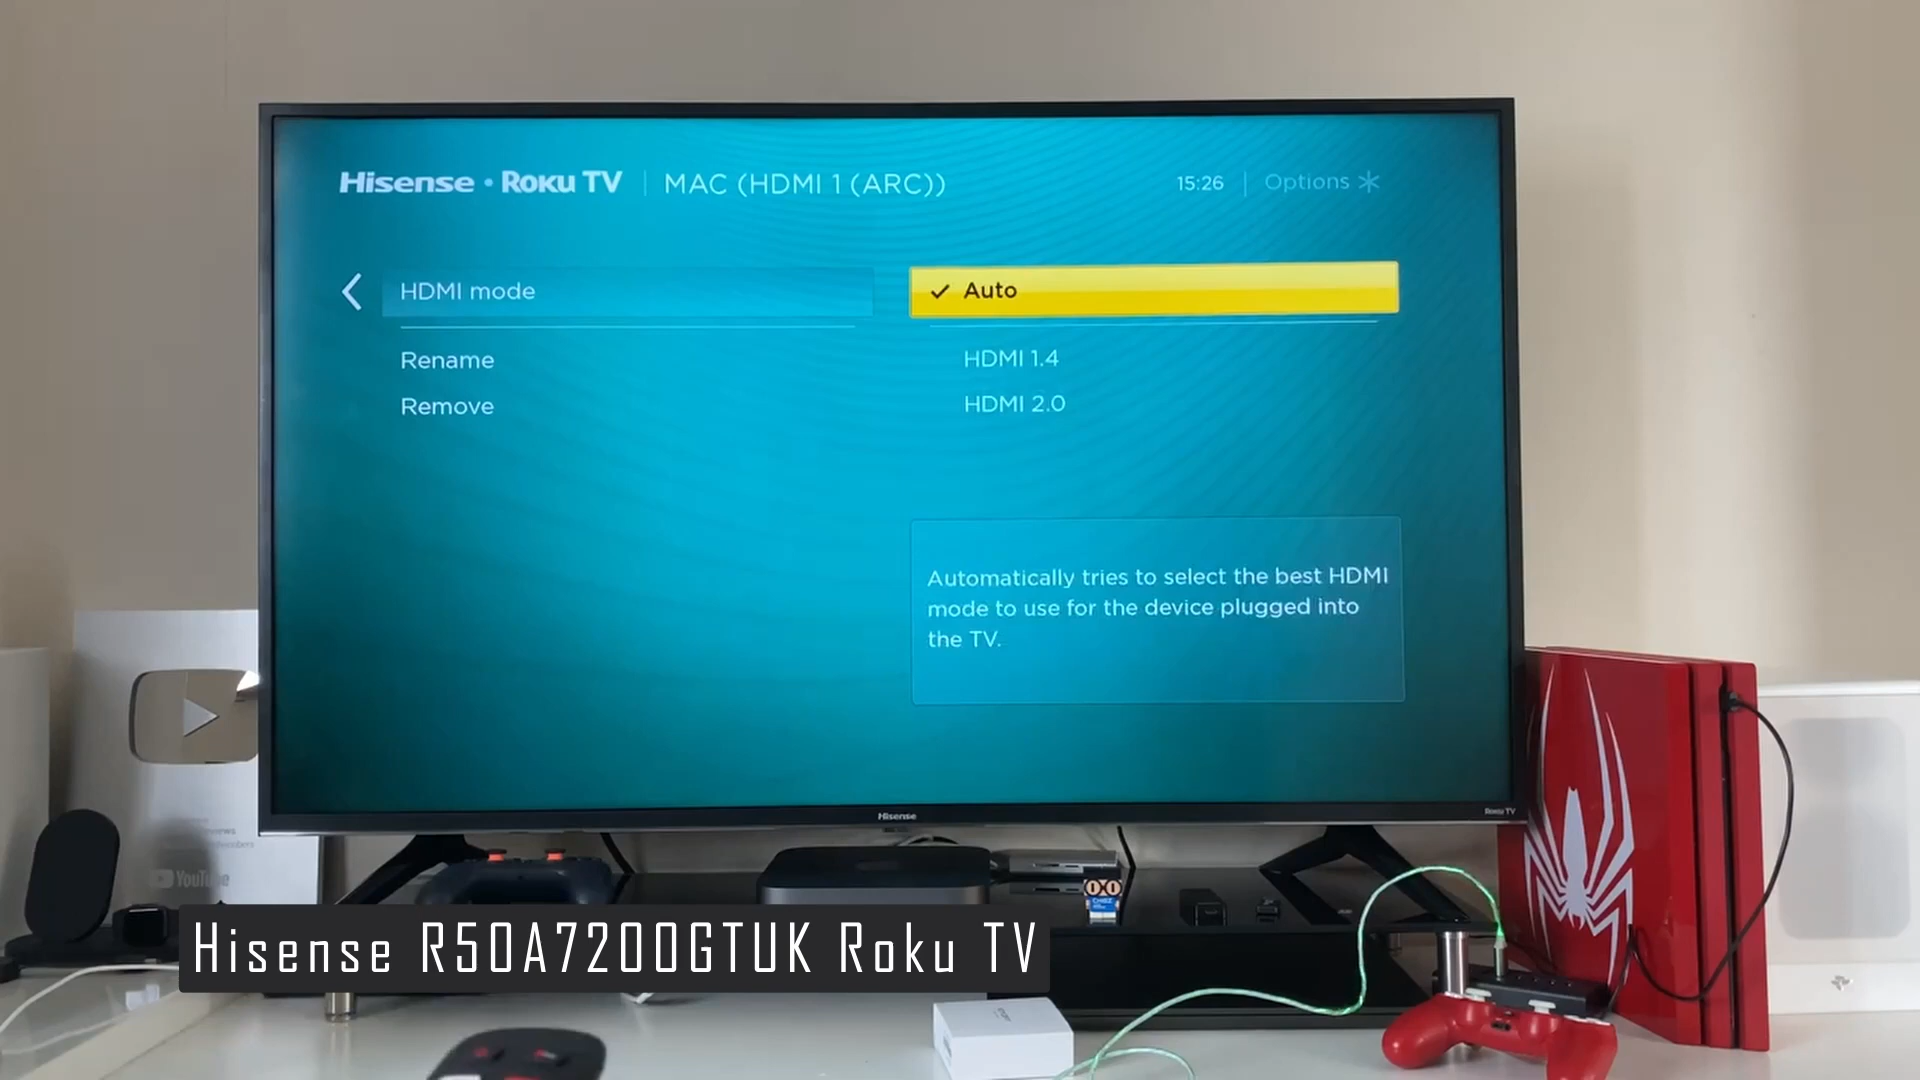 Hisense • Roku TV | MAC (HDMI 1 (ARC))
15:26 | Options
HDMI mode
Rename
Remove
✓ Auto
HDMI 1.4
HDMI 2.0
Automatically tries to select the best HDMI
mode to use for the device plugged into
the TV.
Hisense
Roku TV
YouTube
Hisense R50A7200GTUK Roku TV